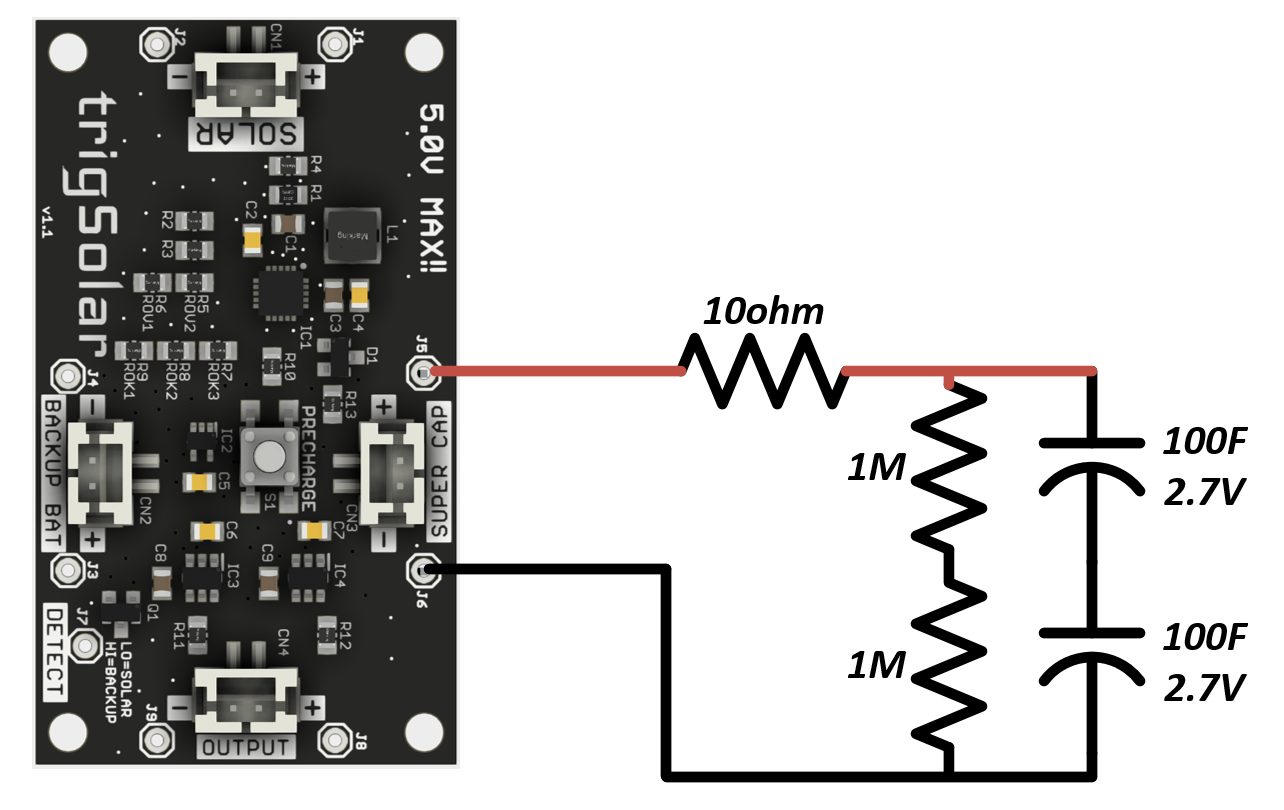 J2
CN1
J1
- +
SOLAR
trigSolar
v1.1
5.0V MAX!!
R4
R1
R2
R3
C2
C1
L1
Marking
R6
ROV1
R5
ROV2
C3
C4
IC1
D1
R9
ROK1
R8
ROK2
R7
ROK3
R10
R13
J5
J4
BACKUP BAT
- +
CN2
IC2
C5
PRECHARGE
S1
+ -
CN3
SUPER CAP
C6
C7
C8
C9
IC3
IC4
J3
J6
J7
DETECT
Q1
LO=SOLAR
HI=BACKUP
R11
R12
CN4
- +
OUTPUT
J9
J8
10ohm
1M
1M
100F
2.7V
100F
2.7V